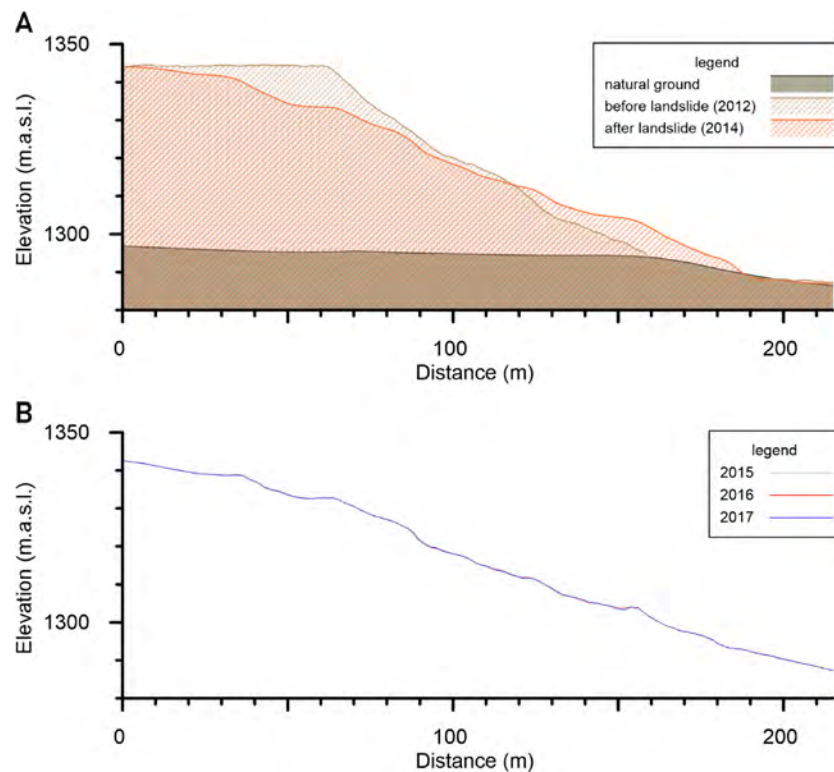 A
1350
1300
Elevation (m.a.s.l.)
legend
natural ground
before landslide (2012)
after landslide (2014)
0
100
200
Distance (m)
B
1350
1300
Elevation (m.a.s.l.)
legend
2015
2016
2017
0
100
200
Distance (m)